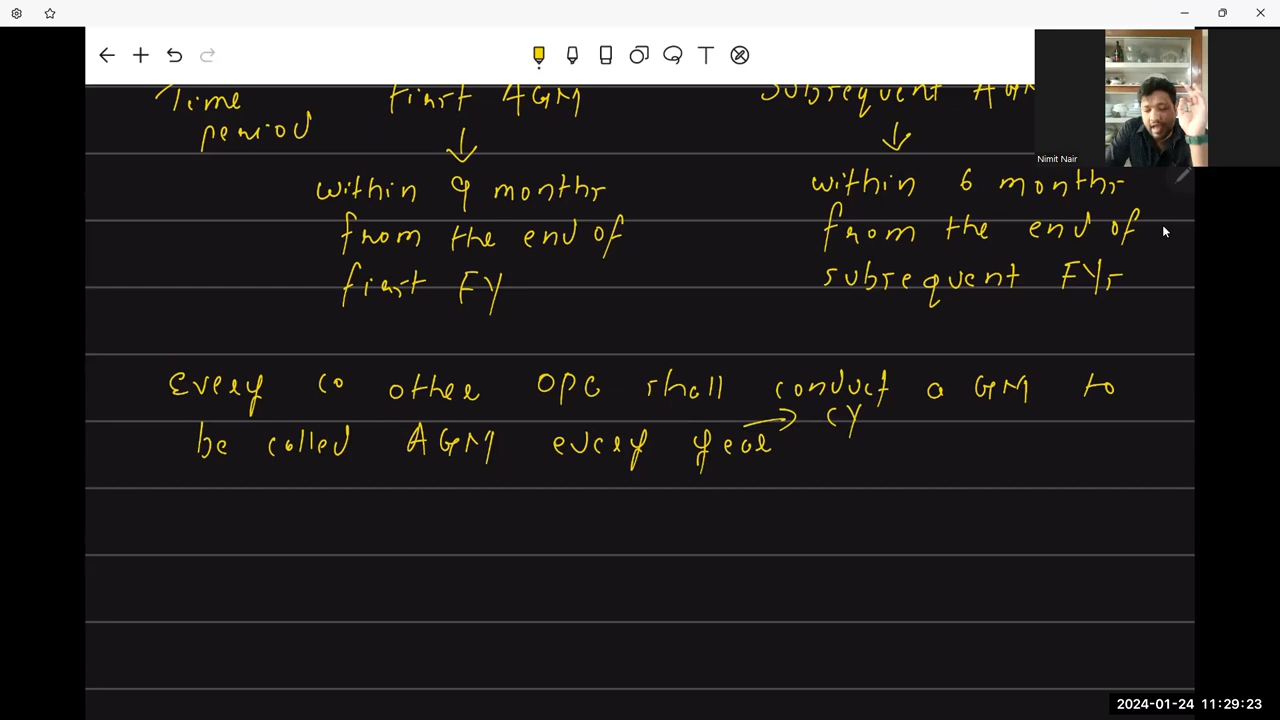 Time First AGM Subsequent AGM
period
within 9 months within 6 months
from the end of from the end of
first FY subsequent FYs
Every co other OPC shall conduct a GM to
be called AGM every year → CY
Nimit Nair
2024-01-24 11:29:23